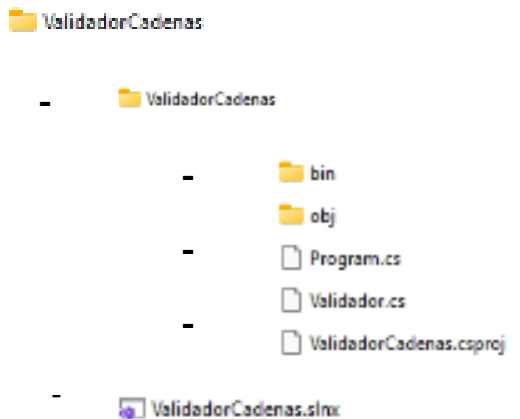 ValidadorCadenas
- ValidadorCadenas
- bin
obj
- Program.cs
Validador.cs
- ValidadorCadenas.csproj
- ValidadorCadenas.slnx